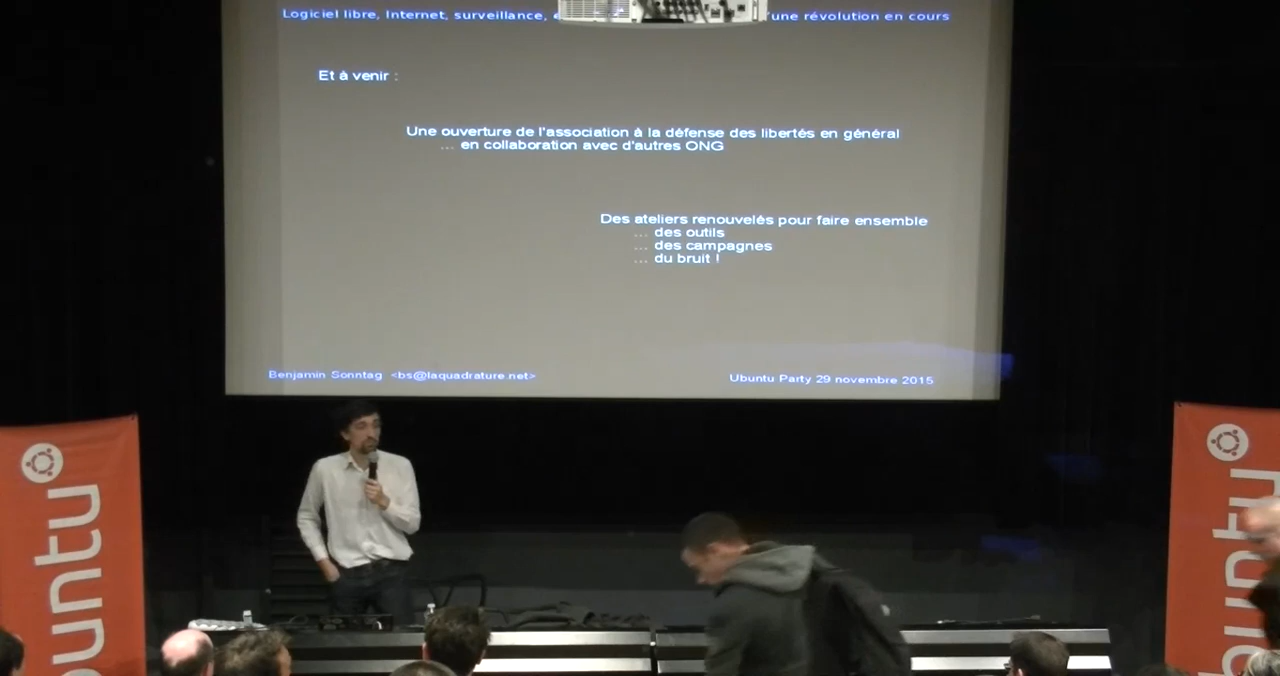 Logiciel libre, Internet, surveillance, 'une révolution en cours
Et à venir :
Une ouverture de l'association à la défense des libertés en général
... en collaboration avec d'autres ONG
Des ateliers renouvelés pour faire ensemble
... des outils
... des campagnes
... du bruit !
Benjamin Sonntag <bs@laquadrature.net>
Ubuntu Party 29 novembre 2015
buntu
buntu